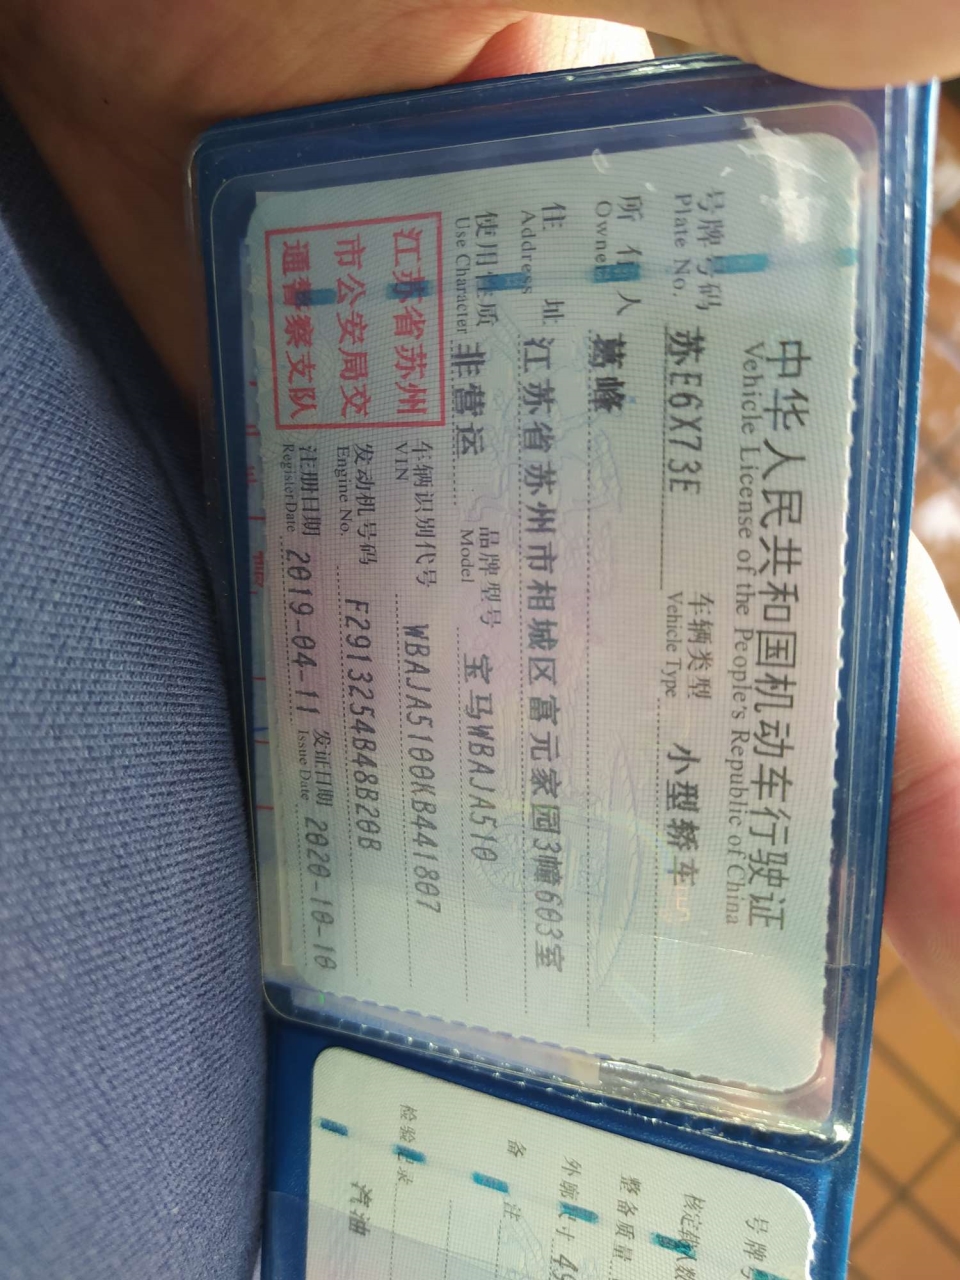 中华人民共和国机动车行驶证
Vehicle License of the People's Republic of China
号牌号码 苏E6X73E 车辆类型 小型轿车
Plate No. Vehicle Type
所有人 葛峰
Owner
住址 江苏省苏州市相城区富元家园3幢603室
Address
使用性质 非营运 品牌型号 宝马WBAJA510
Use Character Model
江苏省苏州
市公安局交
通警察支队
车辆识别代号 WBAJA5100KB441807
VIN
发动机号码 F2913254B48B20B
Engine No.
注册日期 2019-04-11 发证日期 2020-10-10
Register Date Issue Date
号牌
核定载人数
整备质量
外廓尺寸 49
备注
检验记录
汽油